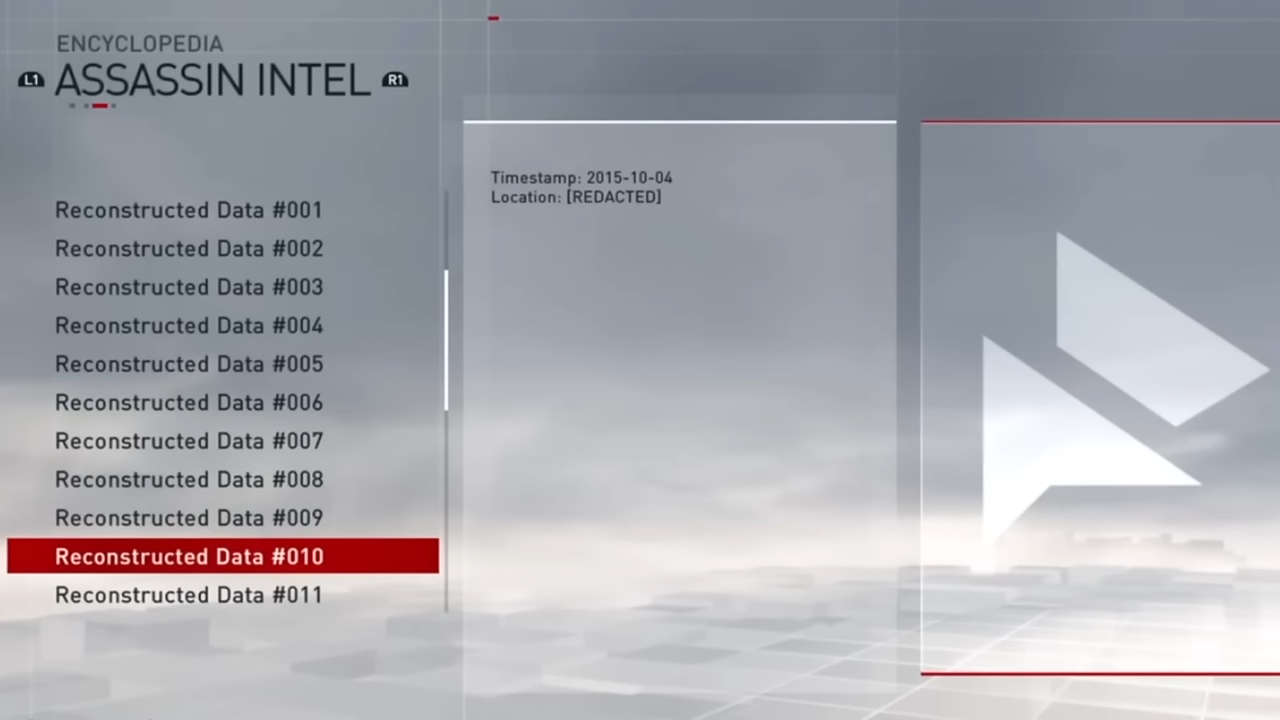 ENCYCLOPEDIA
L1 ASSASSIN INTEL R1
Reconstructed Data #001
Reconstructed Data #002
Reconstructed Data #003
Reconstructed Data #004
Reconstructed Data #005
Reconstructed Data #006
Reconstructed Data #007
Reconstructed Data #008
Reconstructed Data #009
Reconstructed Data #010
Reconstructed Data #011
Timestamp: 2015-10-04
Location: [REDACTED]